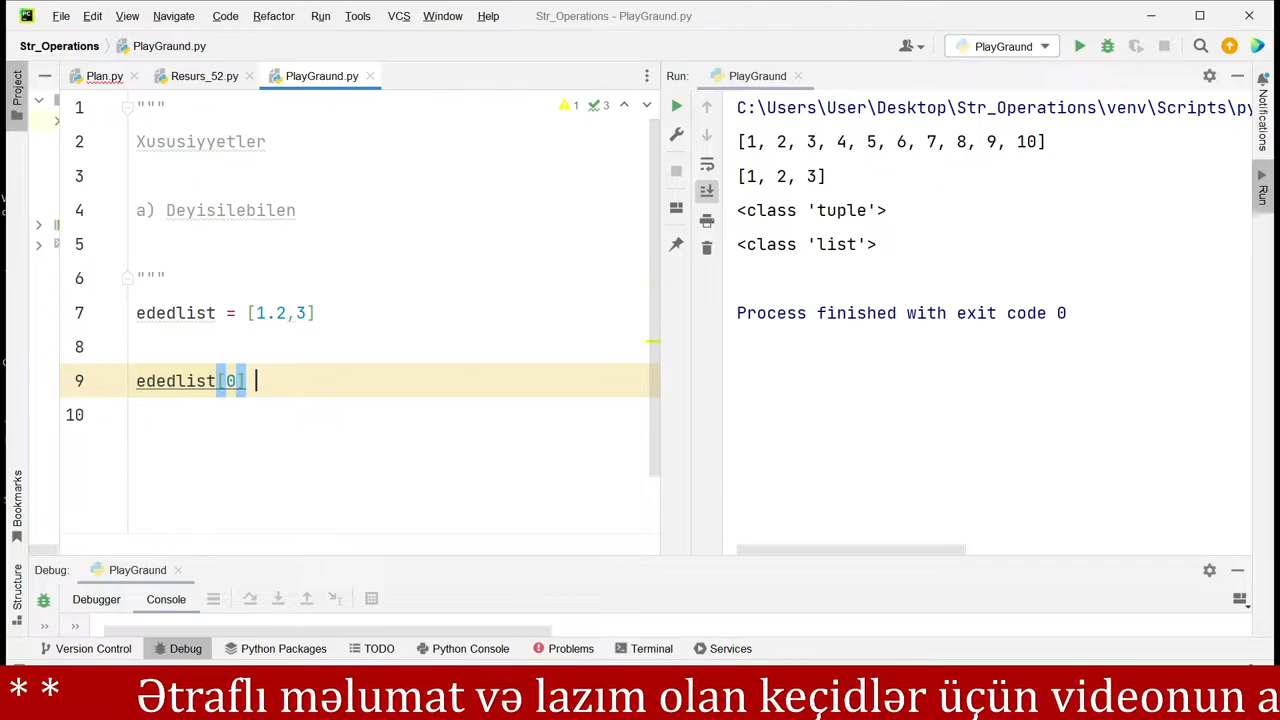 File Edit View Navigate Code Refactor Run Tools VCS Window Help Str_Operations - PlayGraund.py
Str_Operations PlayGraund.py PlayGraund
Project Plan.py Resurs_52.py PlayGraund.py Run: PlayGraund Notifications
1 """ 1 3
2 Xususiyyetler
3
4 a) Deyisilebilen
5
6 """
7 ededlist = [1.2,3]
8
9 ededlist[0]
10
C:\Users\User\Desktop\Str_Operations\venv\Scripts\py
[1, 2, 3, 4, 5, 6, 7, 8, 9, 10]
[1, 2, 3]
<class 'tuple'>
<class 'list'>
Process finished with exit code 0
Run
Bookmarks
Structure
Debug: PlayGraund
Debugger Console
>> >>
Version Control Debug Python Packages TODO Python Console Problems Terminal Services
* * Ətraflı məlumat və lazım olan keçidlər üçün videonun a